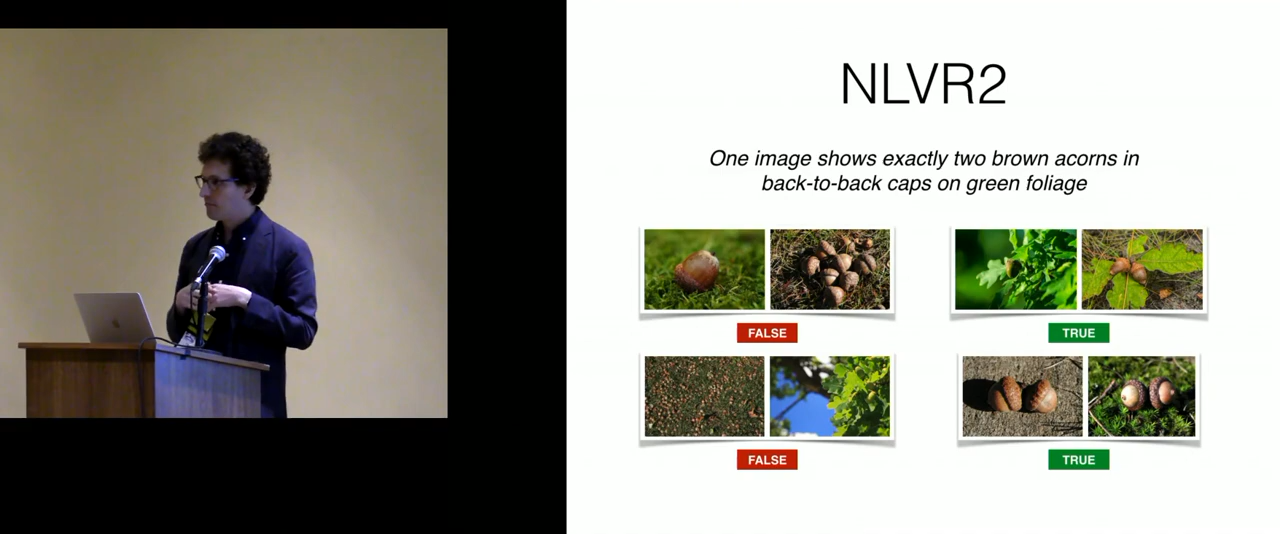 NLVR2
One image shows exactly two brown acorns in
back-to-back caps on green foliage
FALSE
TRUE
FALSE
TRUE